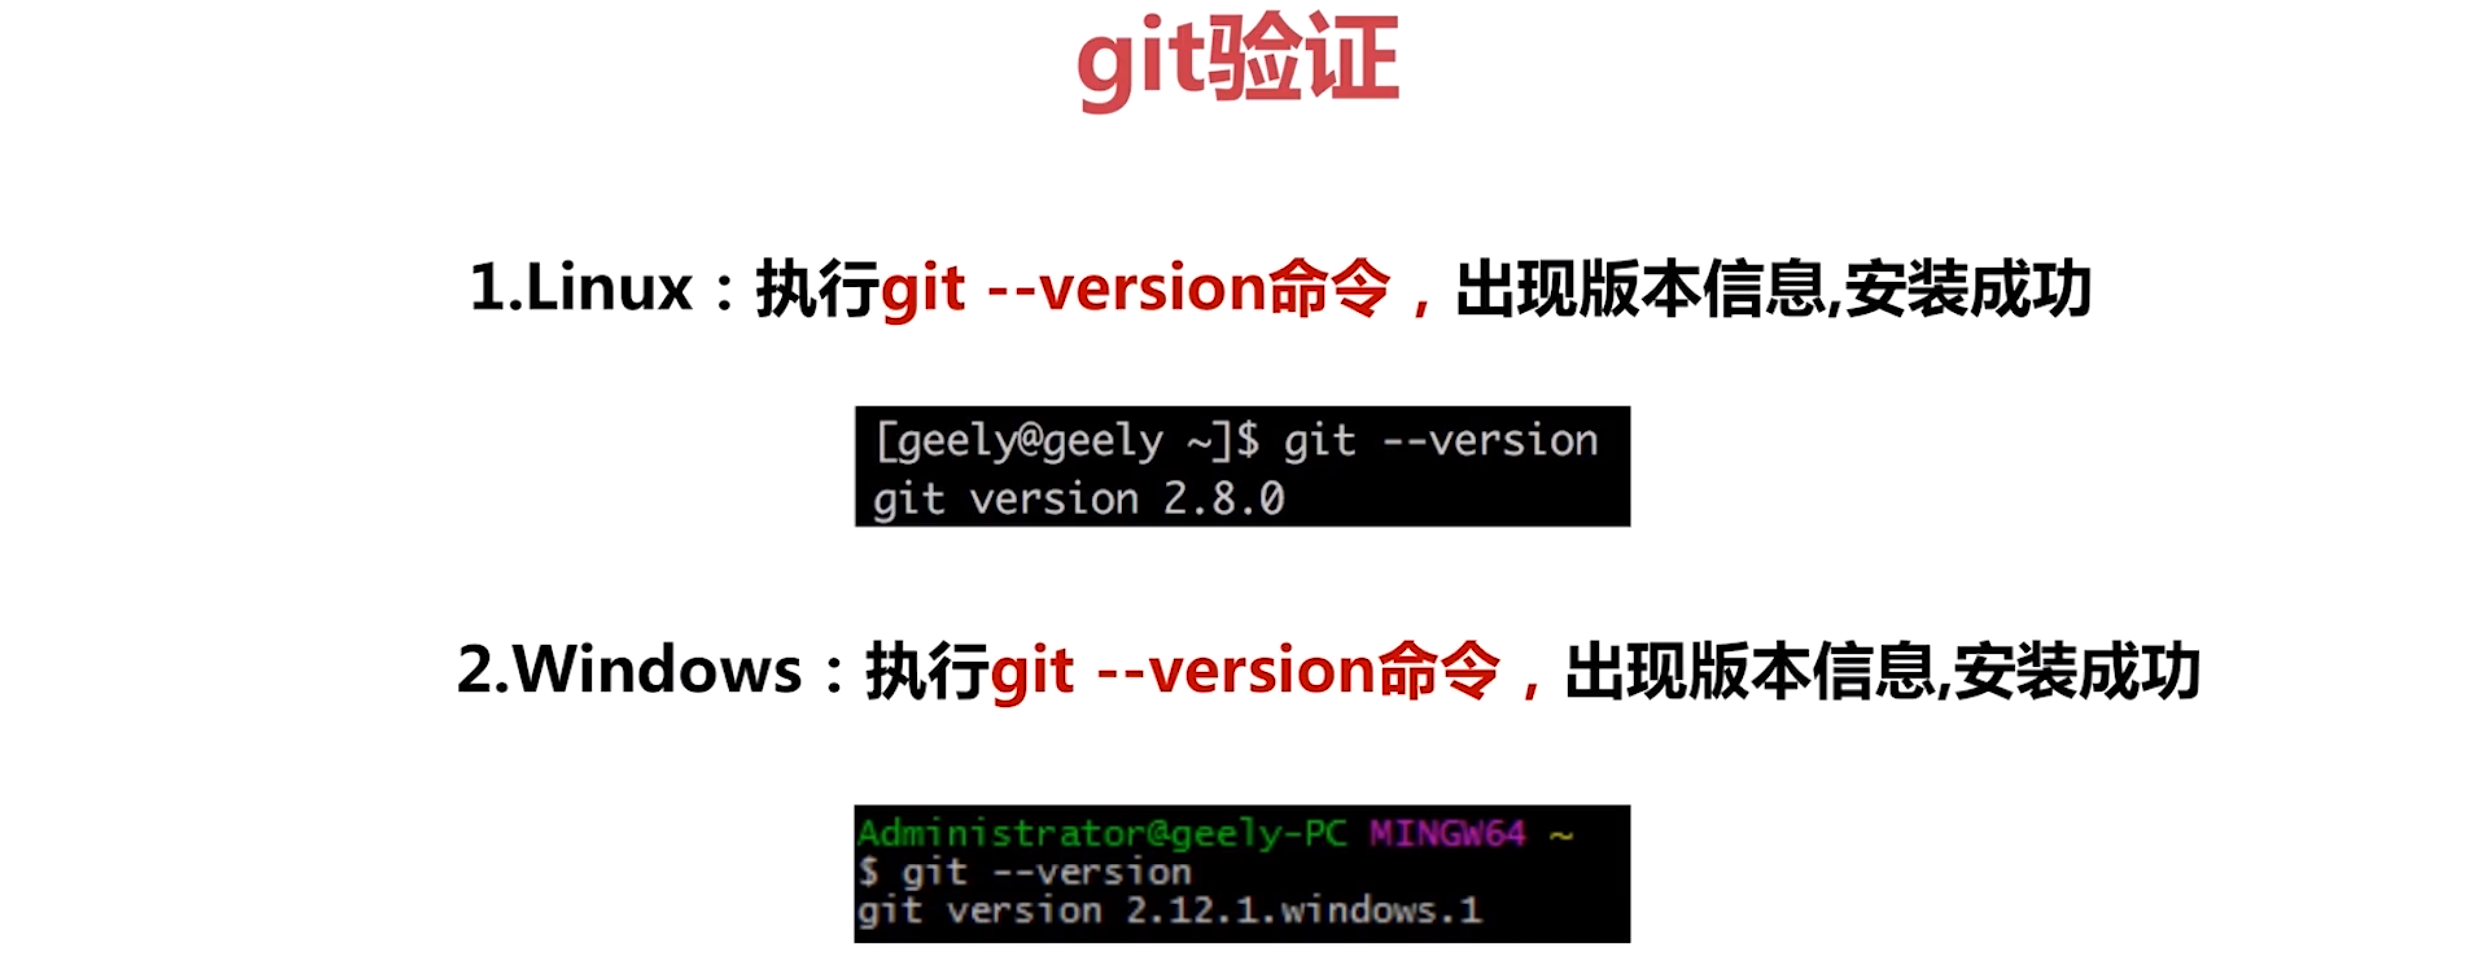 git验证
1.Linux：执行git --version命令，出现版本信息,安装成功
[geely@geely ~]$ git --version
git version 2.8.0
2.Windows：执行git --version命令，出现版本信息,安装成功
Administrator@geely-PC MINGW64 ~
$ git --version
git version 2.12.1.windows.1